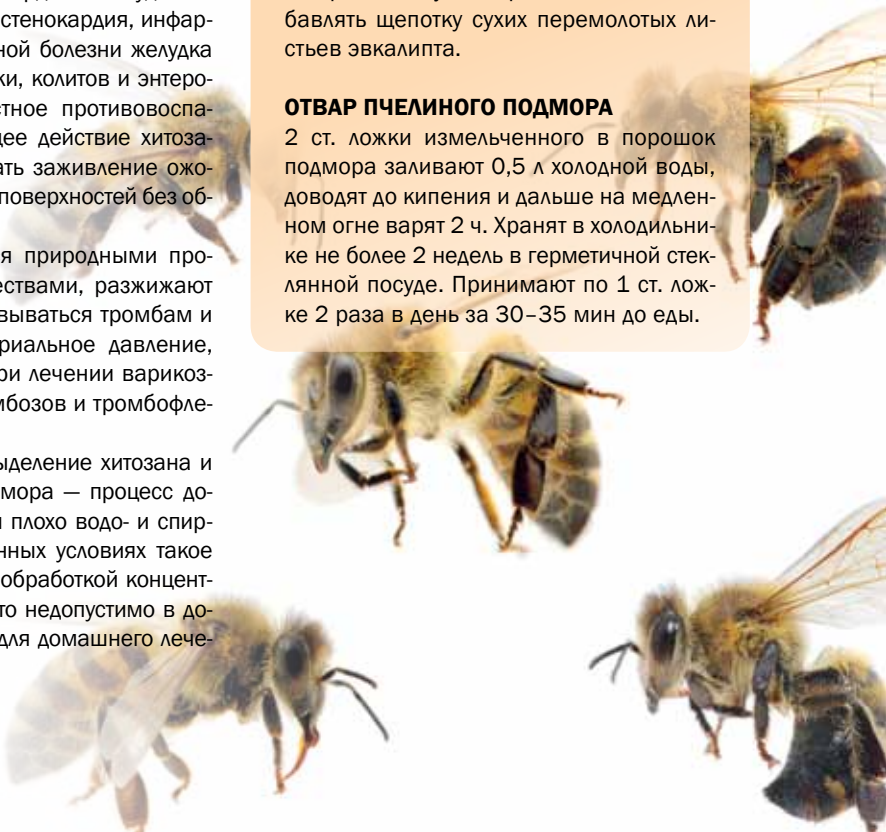 стенокардия, инфар-
ной болезни желудка
ки, колитов и энтеро-
стное противовоспа-
щее действие хитоза-
ать заживление ожо-
поверхностей без об-
я природными про-
ествами, разжижают
вываться тромбам и
риальное давление,
ри лечении варикоз-
мбозов и тромбофле-
ыделение хитозана и
мора — процесс до-
и плохо водо- и спир-
нных условиях такое
обработкой концент-
то недопустимо в до-
для домашнего лече-
бавлять щепотку сухих перемолотых ли-
стьев эвкалипта.
ОТВАР ПЧЕЛИНОГО ПОДМОРА
2 ст. ложки измельченного в порошок
подмора заливают 0,5 л холодной воды,
доводят до кипения и дальше на медлен-
ном огне варят 2 ч. Хранят в холодильни-
ке не более 2 недель в герметичной стек-
лянной посуде. Принимают по 1 ст. лож-
ке 2 раза в день за 30–35 мин до еды.